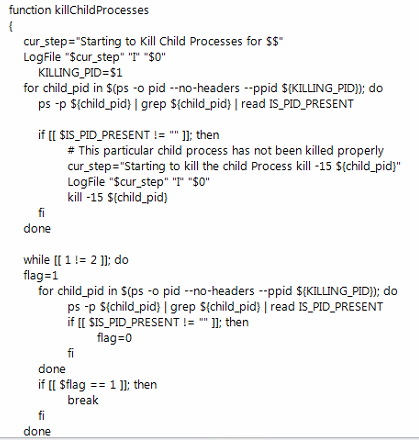 function killChildProcesses
{
cur_step="Starting to Kill Child Processes for $$"
LogFile "$cur_step" "I" "$0"
KILLING_PID=$1
for child_pid in $(ps -o pid --no-headers --ppid ${KILLING_PID}); do
ps -p ${child_pid} | grep ${child_pid} | read IS_PID_PRESENT
if [[ $IS_PID_PRESENT != "" ]]; then
# This particular child process has not been killed properly
cur_step="Starting to kill the child Process kill -15 ${child_pid}"
LogFile "$cur_step" "I" "$0"
kill -15 ${child_pid}
fi
done
while [[ 1 != 2 ]]; do
flag=1
for child_pid in $(ps -o pid --no-headers --ppid ${KILLING_PID}); do
ps -p ${child_pid} | grep ${child_pid} | read IS_PID_PRESENT
if [[ $IS_PID_PRESENT != "" ]]; then
flag=0
fi
done
if [[ $flag == 1 ]]; then
break
fi
done